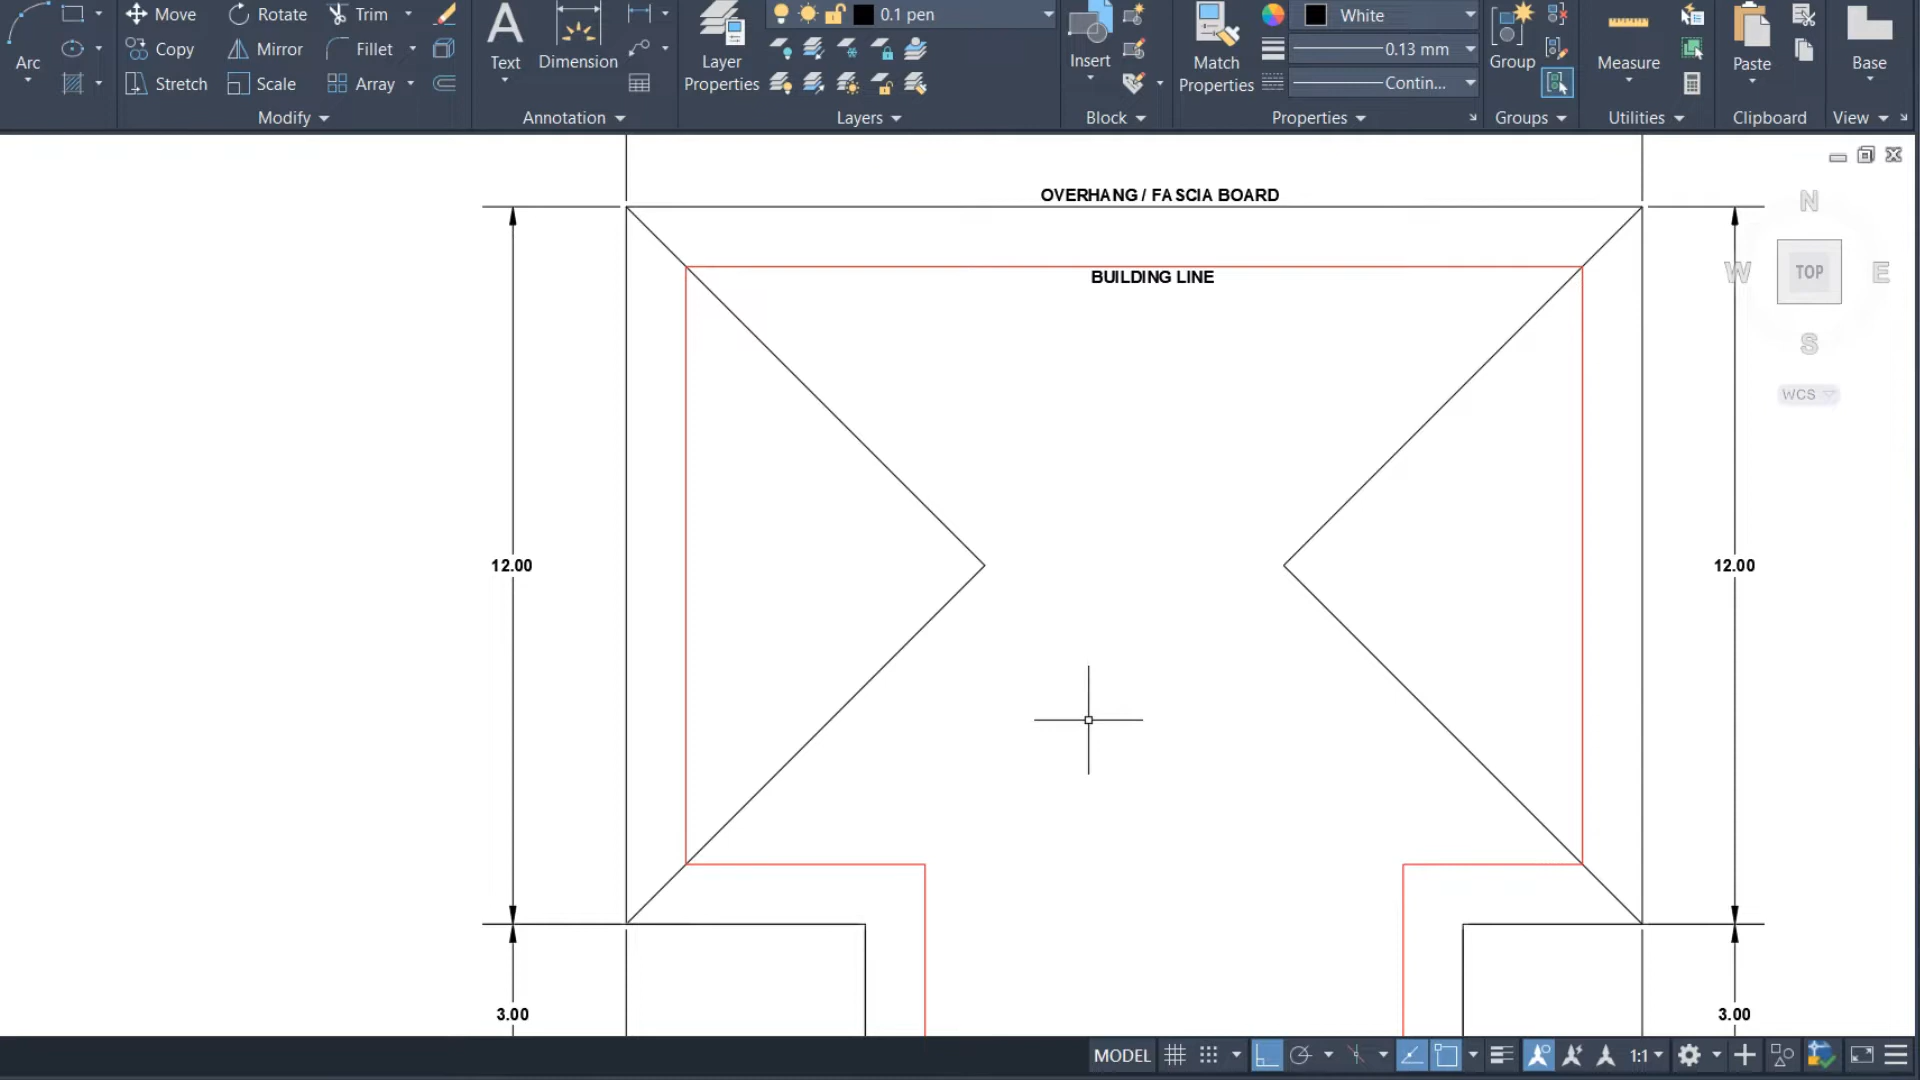 Move Rotate Trim 0.1 pen White
Arc Copy Mirror Fillet Text Dimension Layer Properties Insert Match Properties 0.13 mm Group Measure Paste Base
Stretch Scale Array Contin...
Modify Annotation Layers Block Properties Groups Utilities Clipboard View
OVERHANG / FASCIA BOARD
N
BUILDING LINE
W TOP E
S
WCS
12.00 12.00
3.00 3.00
MODEL 1:1